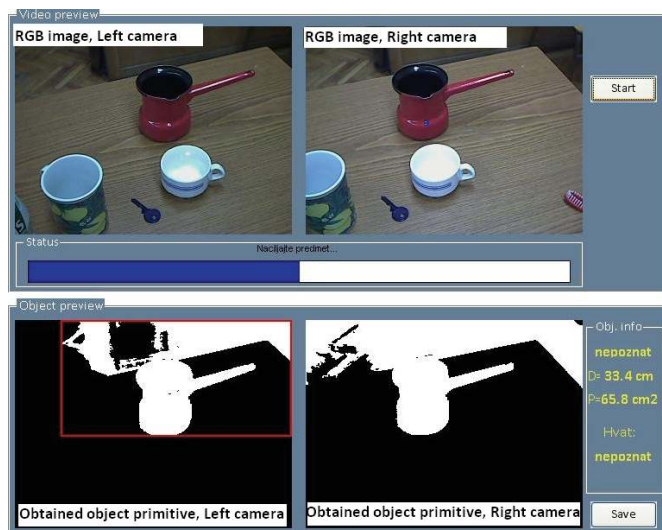 Video preview
RGB image, Left camera
RGB image, Right camera
Start
Status
Naciljajte predmet...
Object preview
Obj. info
nepoznat
D= 33.4 cm
P=65.8 cm2
Hvat:
nepoznat
Obtained object primitive, Left camera
Obtained object primitive, Right camera
Save